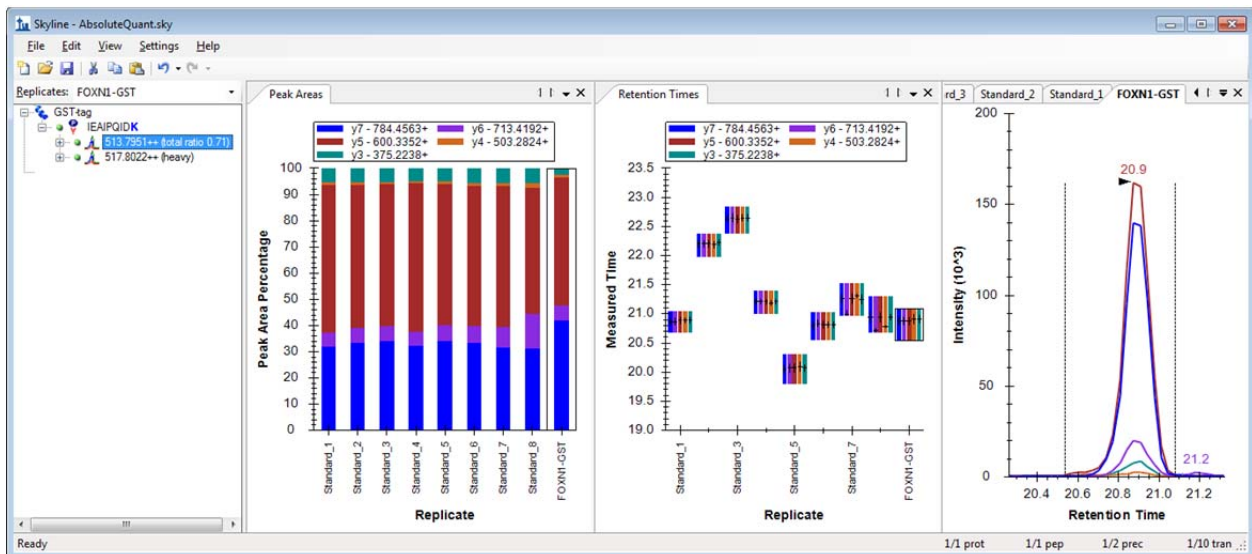 Skyline - AbsoluteQuant.sky
File Edit View Settings Help
Replicates: FOXN1-GST
GST-tag
IEAIPQIDK
513.7951++ (total ratio 0.71)
517.8022++ (heavy)
Peak Areas
y7 - 784.4563+ y6 - 713.4192+
y5 - 600.3352+ y4 - 503.2824+
y3 - 375.2238+
Peak Area Percentage
100
90
80
70
60
50
40
30
20
10
0
Standard_1
Standard_2
Standard_3
Standard_4
Standard_5
Standard_6
Standard_7
Standard_8
FOXN1-GST
Replicate
Retention Times
y7 - 784.4563+ y6 - 713.4192+
y5 - 600.3352+ y4 - 503.2824+
y3 - 375.2238+
Measured Time
23.5
23.0
22.5
22.0
21.5
21.0
20.5
20.0
19.5
19.0
Standard_1
Standard_3
Standard_5
Standard_7
FOXN1-GST
Replicate
rd_3 Standard_2 Standard_1 FOXN1-GST
Intensity (10^3)
200
150
100
50
0
20.9
21.2
20.4 20.6 20.8 21.0 21.2
Retention Time
Ready 1/1 prot 1/1 pep 1/2 prec 1/10 tran